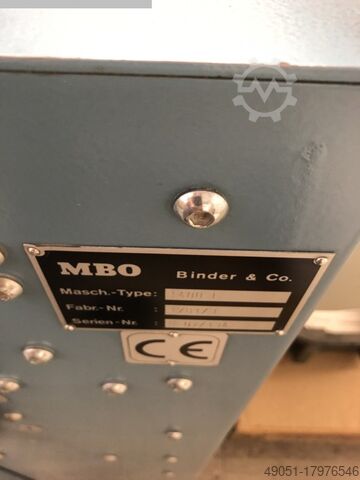 MBO Binder & Co.
Masch.-Type:
Fabr.-Nr.
Serien-Nr.
CE
49051-17976546